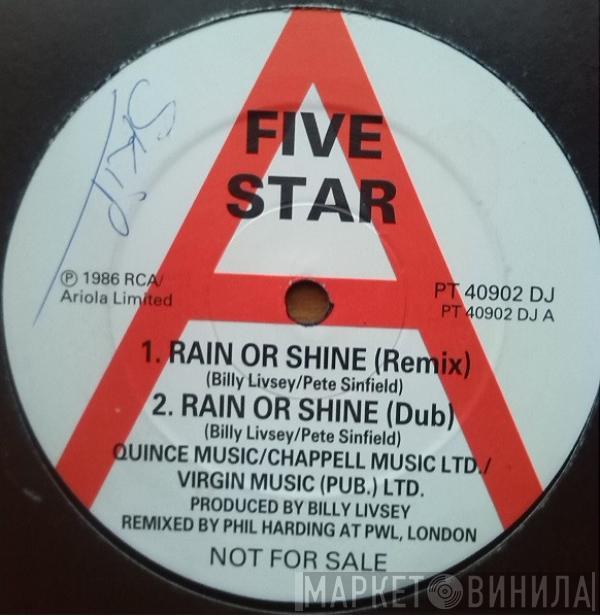 SKIP
FIVE
STAR
℗ 1986 RCA/
Ariola Limited
PT 40902 DJ
PT 40902 DJ A
1. RAIN OR SHINE (Remix)
(Billy Livsey/Pete Sinfield)
2. RAIN OR SHINE (Dub)
(Billy Livsey/Pete Sinfield)
QUINCE MUSIC/CHAPPELL MUSIC LTD./
VIRGIN MUSIC (PUB.) LTD.
PRODUCED BY BILLY LIVSEY
REMIXED BY PHIL HARDING AT PWL, LONDON
NOT FOR SALE
МАРКЕТ ВИНИЛА